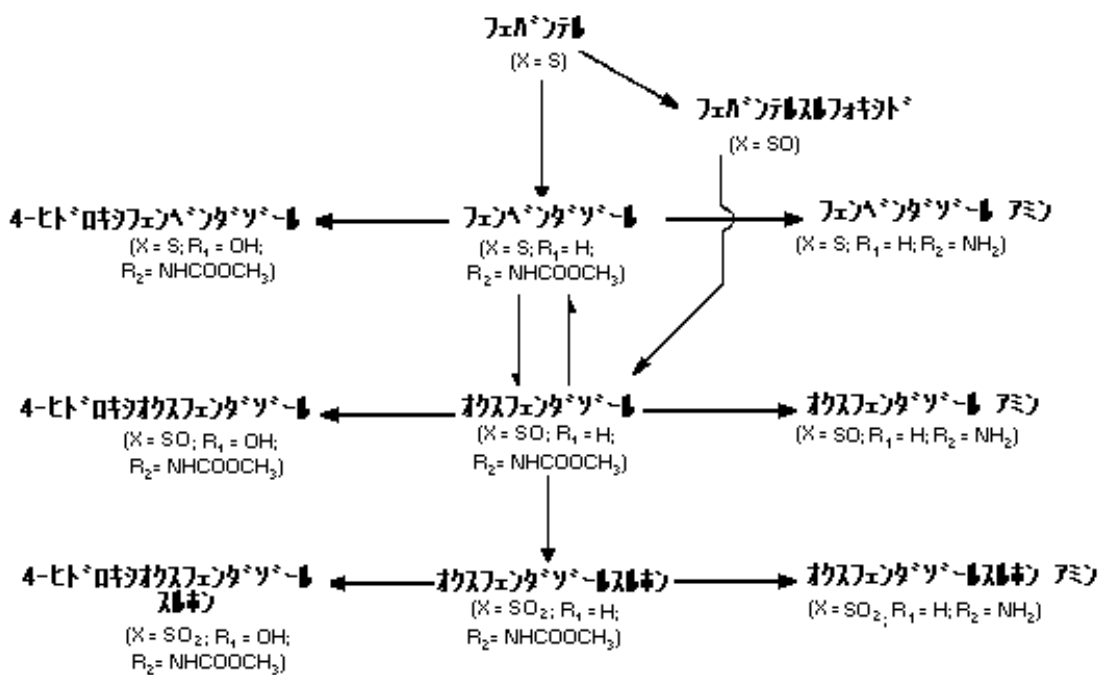 フェバンテル
(X = S)
フェバンテルスルフォキシド
(X = SO)
4-ヒドロキシフェンベンダゾール
(X = S; R₁ = OH;
R₂= NHCOOCH₃)
フェンベンダゾール
(X = S; R₁ = H;
R₂= NHCOOCH₃)
フェンベンダゾール アミン
(X = S; R₁ = H; R₂ = NH₂)
4-ヒドロキシオクスフェンダゾール
(X = SO; R₁ = OH;
R₂= NHCOOCH₃)
オクスフェンダゾール
(X = SO; R₁ = H;
R₂= NHCOOCH₃)
オクスフェンダゾール アミン
(X = SO; R₁ = H; R₂ = NH₂)
4-ヒドロキシオクスフェンダゾール
スルホン
(X = SO₂; R₁ = OH;
R₂= NHCOOCH₃)
オクスフェンダゾールスルホン
(X = SO₂; R₁ = H;
R₂= NHCOOCH₃)
オクスフェンダゾールスルホン アミン
(X = SO₂; R₁ = H; R₂ = NH₂)